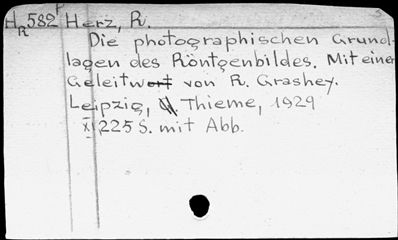 H R 582 P Herz, R.
Die photographischen Grund-
lagen des Röntgenbildes. Mit einer
Geleitwort von R. Grashey.
Leipzig, Thieme, 1929
XI, 225 S. mit Abb.